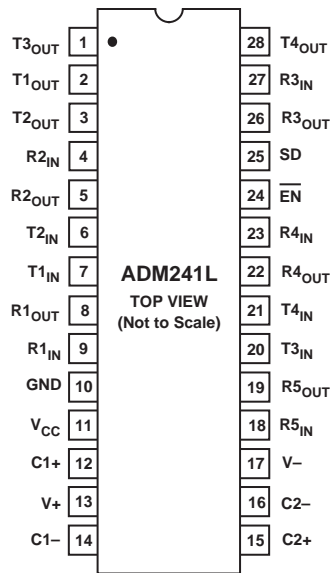 T3OUT 1 28 T4OUT
T1OUT 2 27 R3IN
T2OUT 3 26 R3OUT
R2IN 4 25 SD
R2OUT 5 24 EN
T2IN 6 23 R4IN
T1IN 7 22 R4OUT
R1OUT 8 21 T4IN
R1IN 9 20 T3IN
GND 10 19 R5OUT
VCC 11 18 R5IN
C1+ 12 17 V–
V+ 13 16 C2–
C1– 14 15 C2+
ADM241L
TOP VIEW
(Not to Scale)